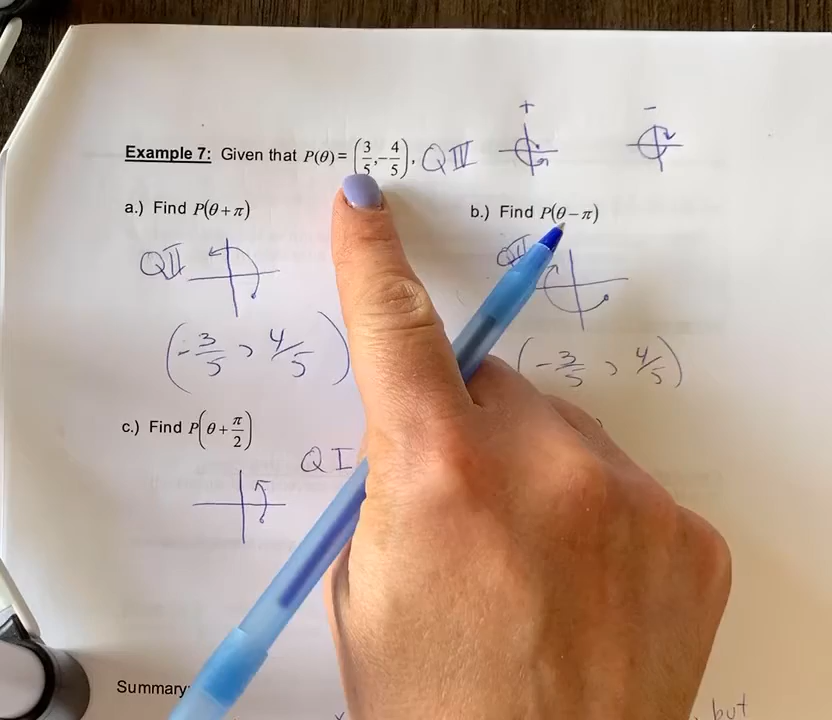 + -
Example 7: Given that P(θ) = (3/5, -4/5), QIV
a.) Find P(θ+π) b.) Find P(θ-π)
QII QII
(-3/5, 4/5) (-3/5, 4/5)
c.) Find P(θ+π/2)
QI
Summary
but